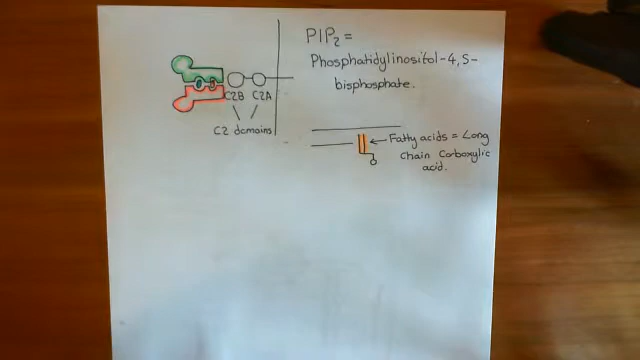 PIP2 =
Phosphatidylinositol-4,5-
bisphosphate.
C2B C2A
C2 domains
Fatty acids = Long
Chain Carboxylic
acid.